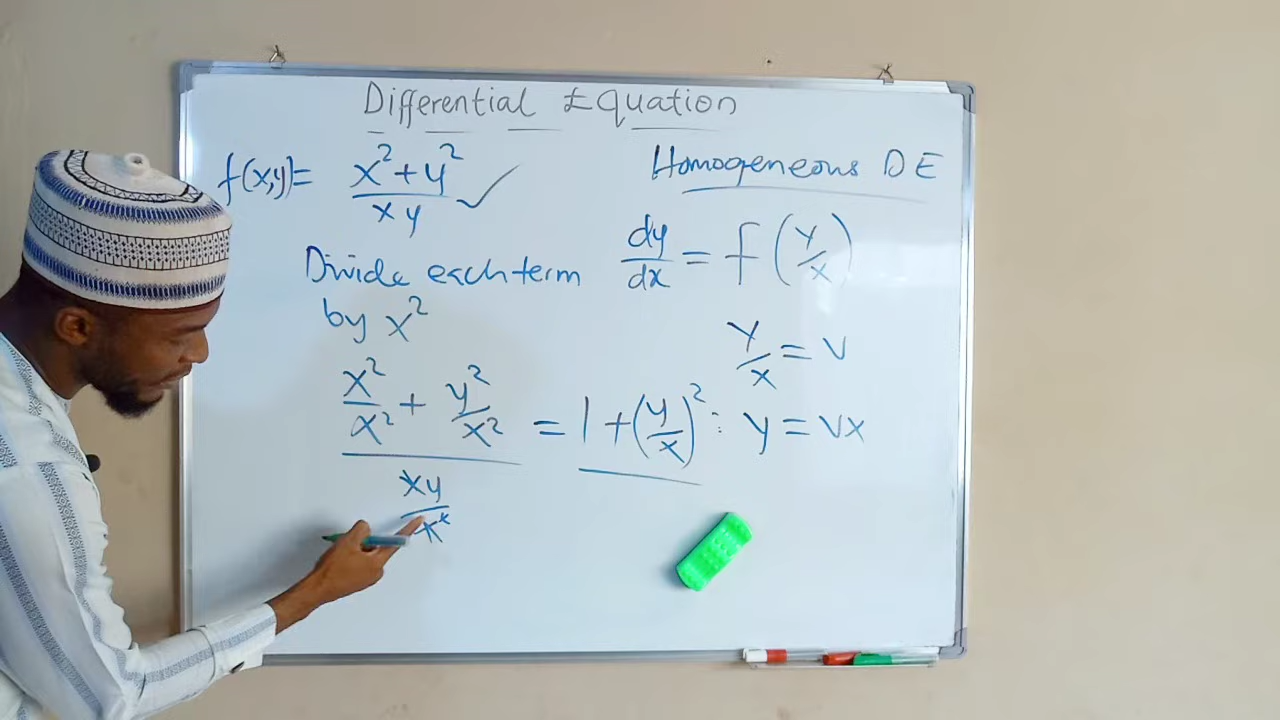 Differential Equation
f(x,y)= x²+y² / xy ✓
Divide each term
by x²
x²/x² + y²/x² / xy/x² = 1+(y/x)²
Homogeneous DE
dy/dx = f(y/x)
y/x = v
∴ y = vx